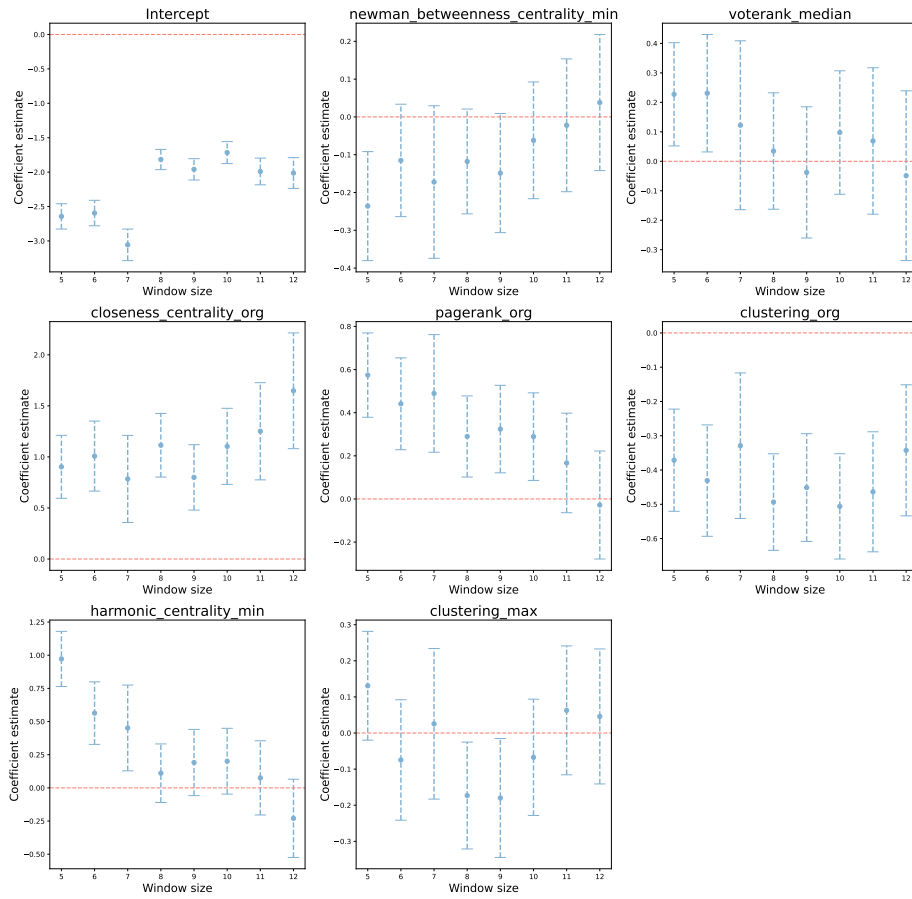 Intercept
newman_betweenness_centrality_min
voterank_median
0.0
−0.5
−1.0
−1.5
−2.0
−2.5
−3.0
Coefficient estimate
5 6 7 8 9 10 11 12
Window size
0.2
0.1
0.0
−0.1
−0.2
−0.3
−0.4
Coefficient estimate
5 6 7 8 9 10 11 12
Window size
0.4
0.3
0.2
0.1
0.0
−0.1
−0.2
−0.3
Coefficient estimate
5 6 7 8 9 10 11 12
Window size
closeness_centrality_org
pagerank_org
clustering_org
2.0
1.5
1.0
0.5
0.0
Coefficient estimate
5 6 7 8 9 10 11 12
Window size
0.8
0.6
0.4
0.2
0.0
−0.2
Coefficient estimate
5 6 7 8 9 10 11 12
Window size
0.0
−0.1
−0.2
−0.3
−0.4
−0.5
−0.6
Coefficient estimate
5 6 7 8 9 10 11 12
Window size
harmonic_centrality_min
clustering_max
1.25
1.00
0.75
0.50
0.25
0.00
−0.25
−0.50
Coefficient estimate
5 6 7 8 9 10 11 12
Window size
0.3
0.2
0.1
0.0
−0.1
−0.2
−0.3
Coefficient estimate
5 6 7 8 9 10 11 12
Window size